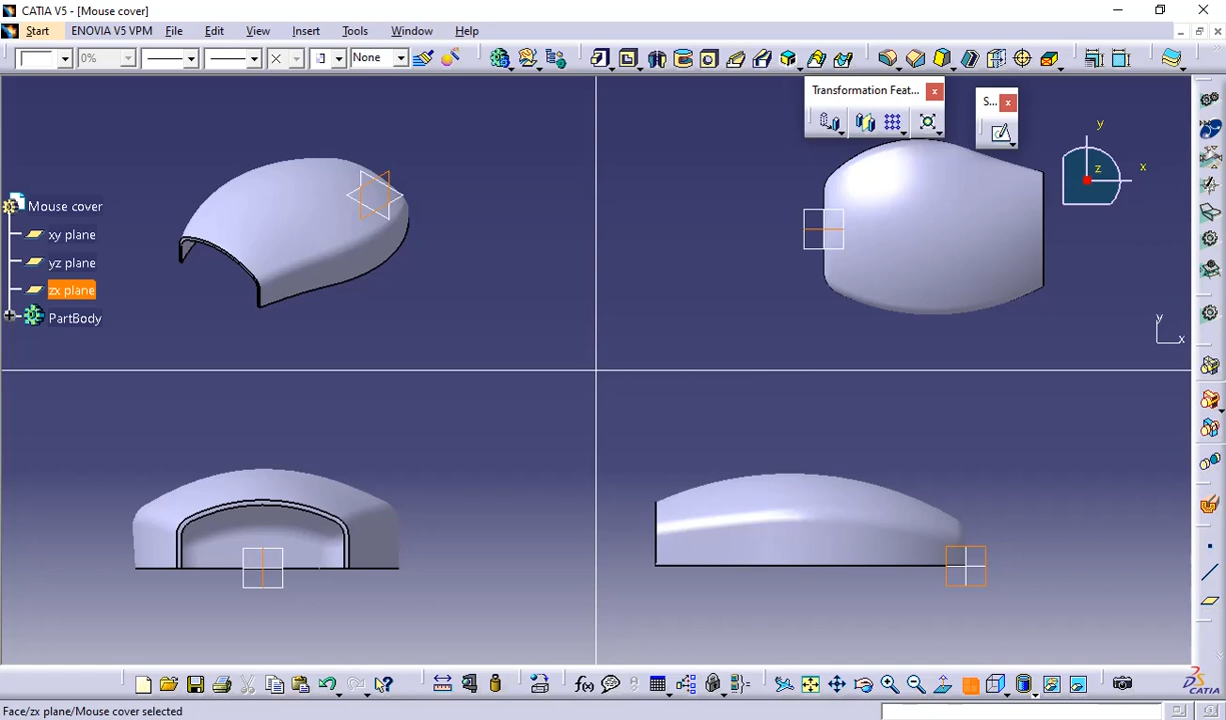 CATIA V5 - [Mouse cover]
Start ENOVIA V5 VPM File Edit View Insert Tools Window Help
0% None
Transformation Feat... x
S... x
y
x
z
Mouse cover
xy plane
yz plane
zx plane
PartBody
y
x
f(x)
CATIA
Face/zx plane/Mouse cover selected